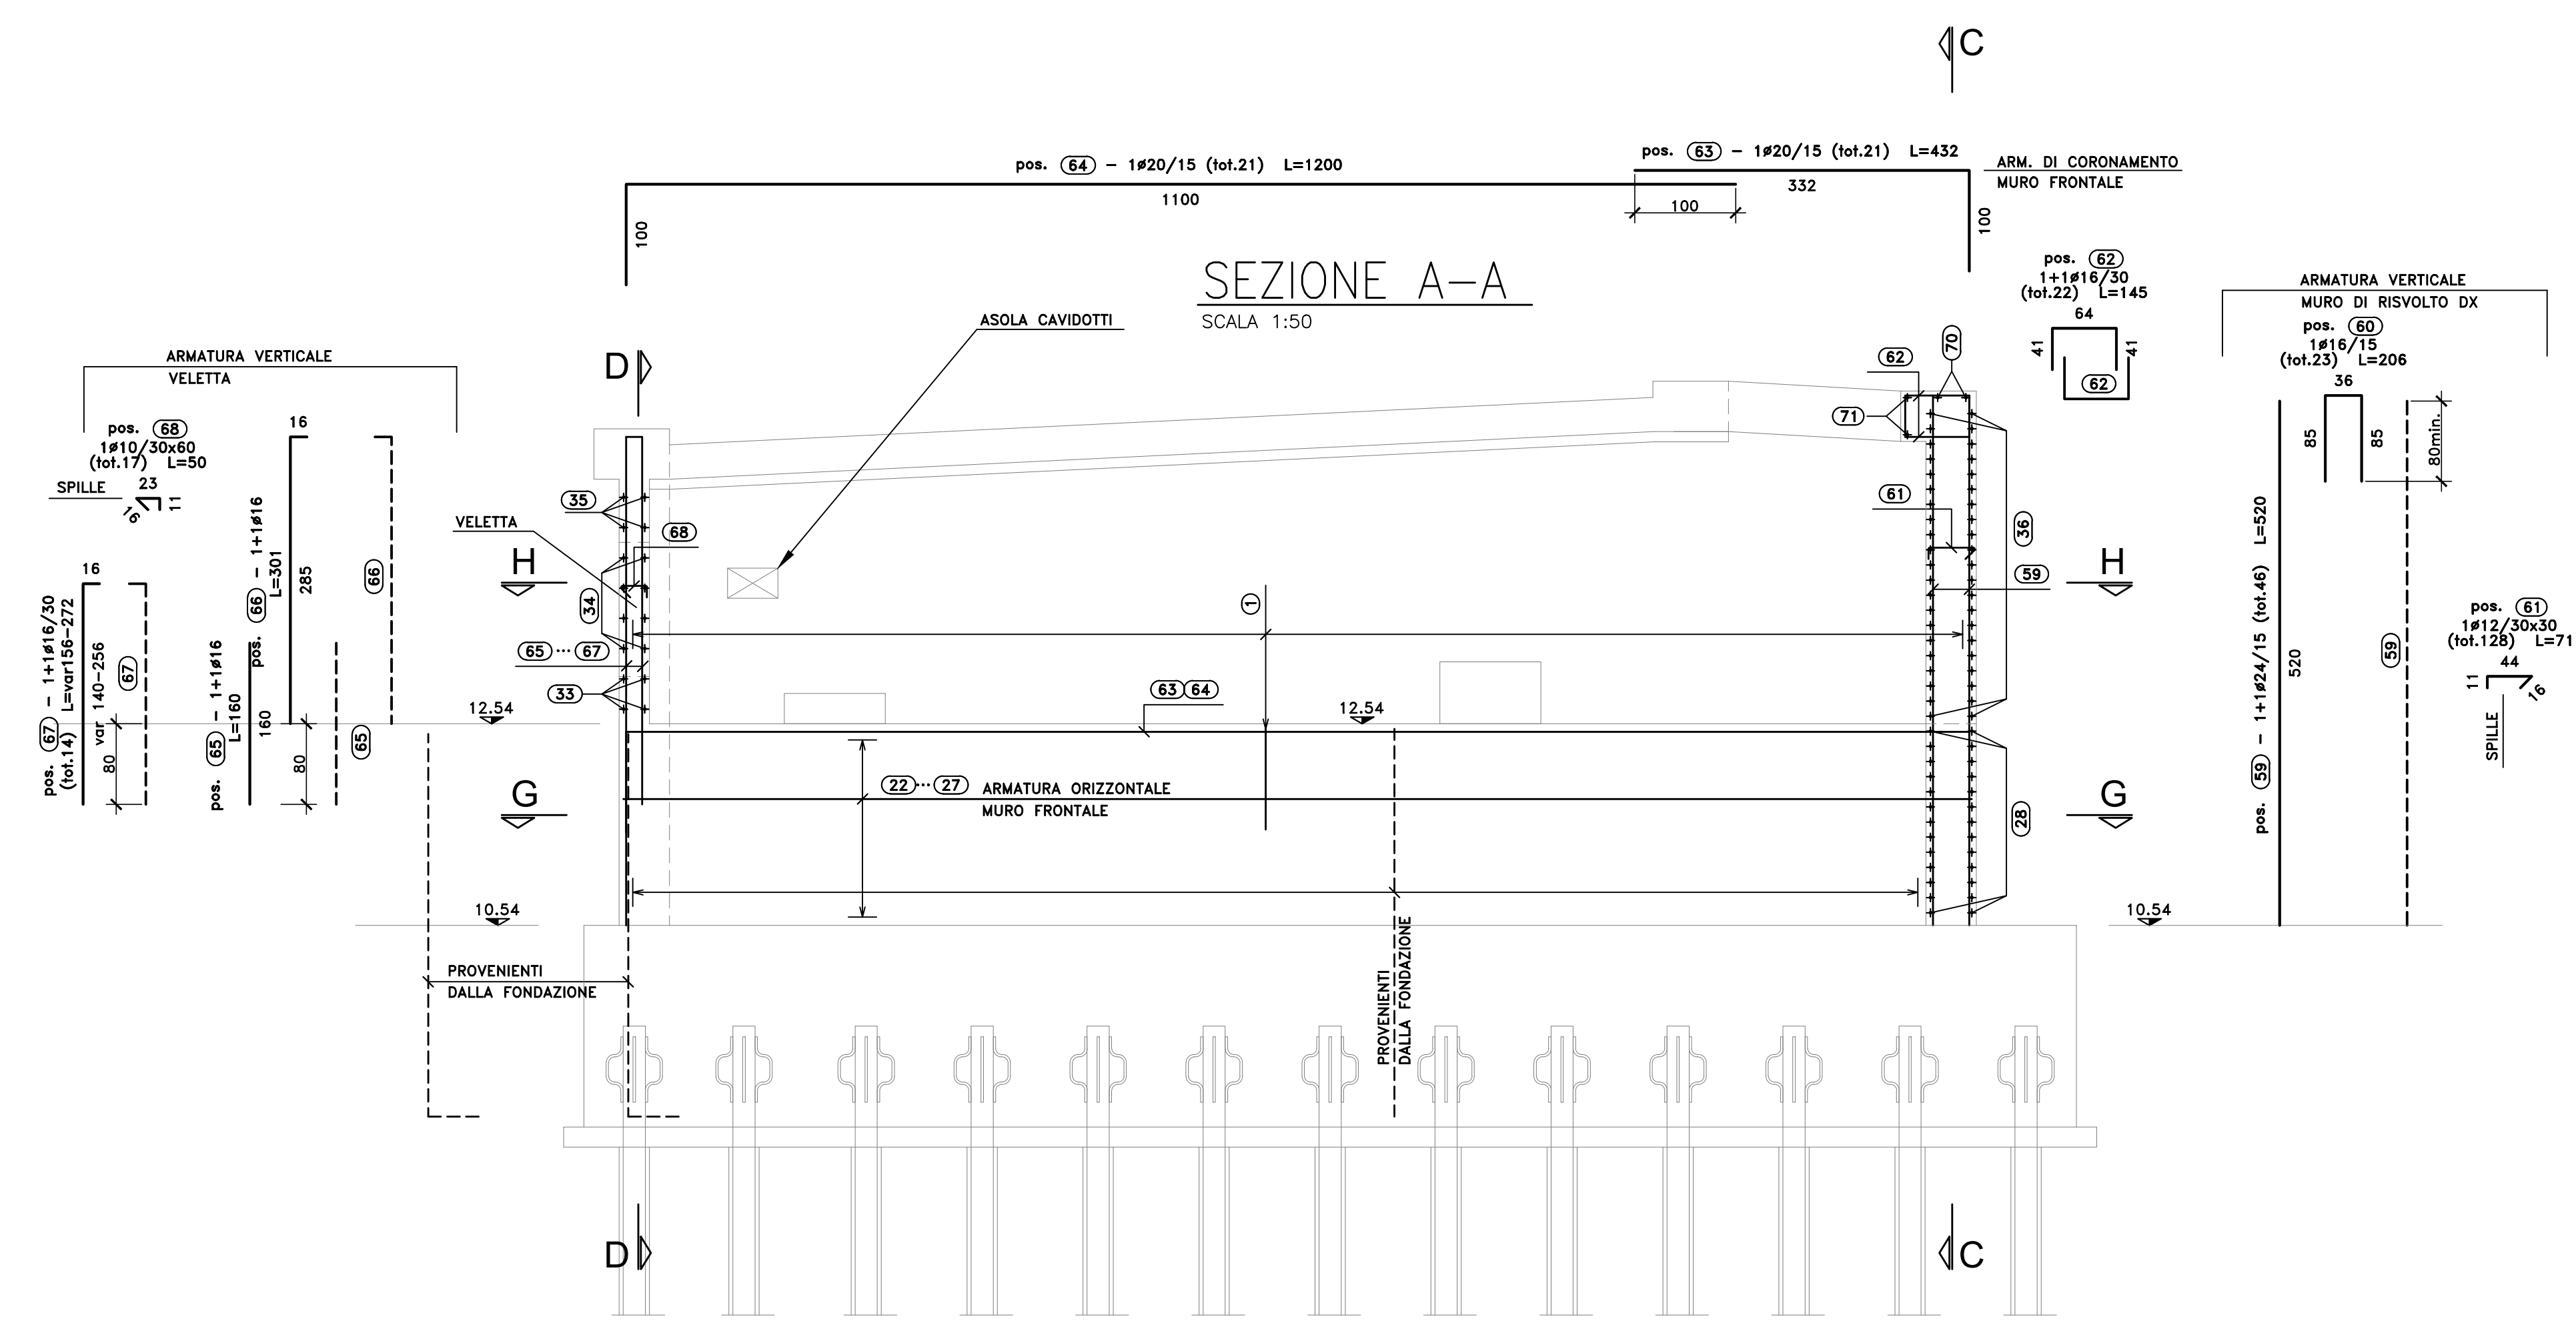 C
pos. 64 – 1ø20/15 (tot.21) L=1200
1100
100
pos. 63 – 1ø20/15 (tot.21) L=432
332
100
100
ARM. DI CORONAMENTO
MURO FRONTALE
SEZIONE A–A
SCALA 1:50
ASOLA CAVIDOTTI
pos. 62
1+1ø16/30
(tot.22) L=145
64
41
41
62
ARMATURA VERTICALE
MURO DI RISVOLTO DX
pos. 60
1ø16/15
(tot.23) L=206
36
85
85
80min.
ARMATURA VERTICALE
VELETTA
D
pos. 68
1ø10/30x60
(tot.17) L=50
SPILLE
23
16
11
16
pos. 66 – 1+1ø16
L=301
285
66
16
pos. 67 – 1+1ø16/30
(tot.14) L=var156–272
var 140–256
67
80
pos. 65 – 1+1ø16
L=160
160
80
65
35
VELETTA
68
H
34
65 ... 67
33
12.54
62
70
71
61
36
59
H
1
63 64
12.54
22 ... 27
ARMATURA ORIZZONTALE
MURO FRONTALE
G
G
28
pos. 59 – 1+1ø24/15 (tot.46) L=520
520
59
pos. 61
1ø12/30x30
(tot.128) L=71
44
11
16
SPILLE
10.54
10.54
PROVENIENTI
DALLA FONDAZIONE
PROVENIENTI
DALLA FONDAZIONE
D
C